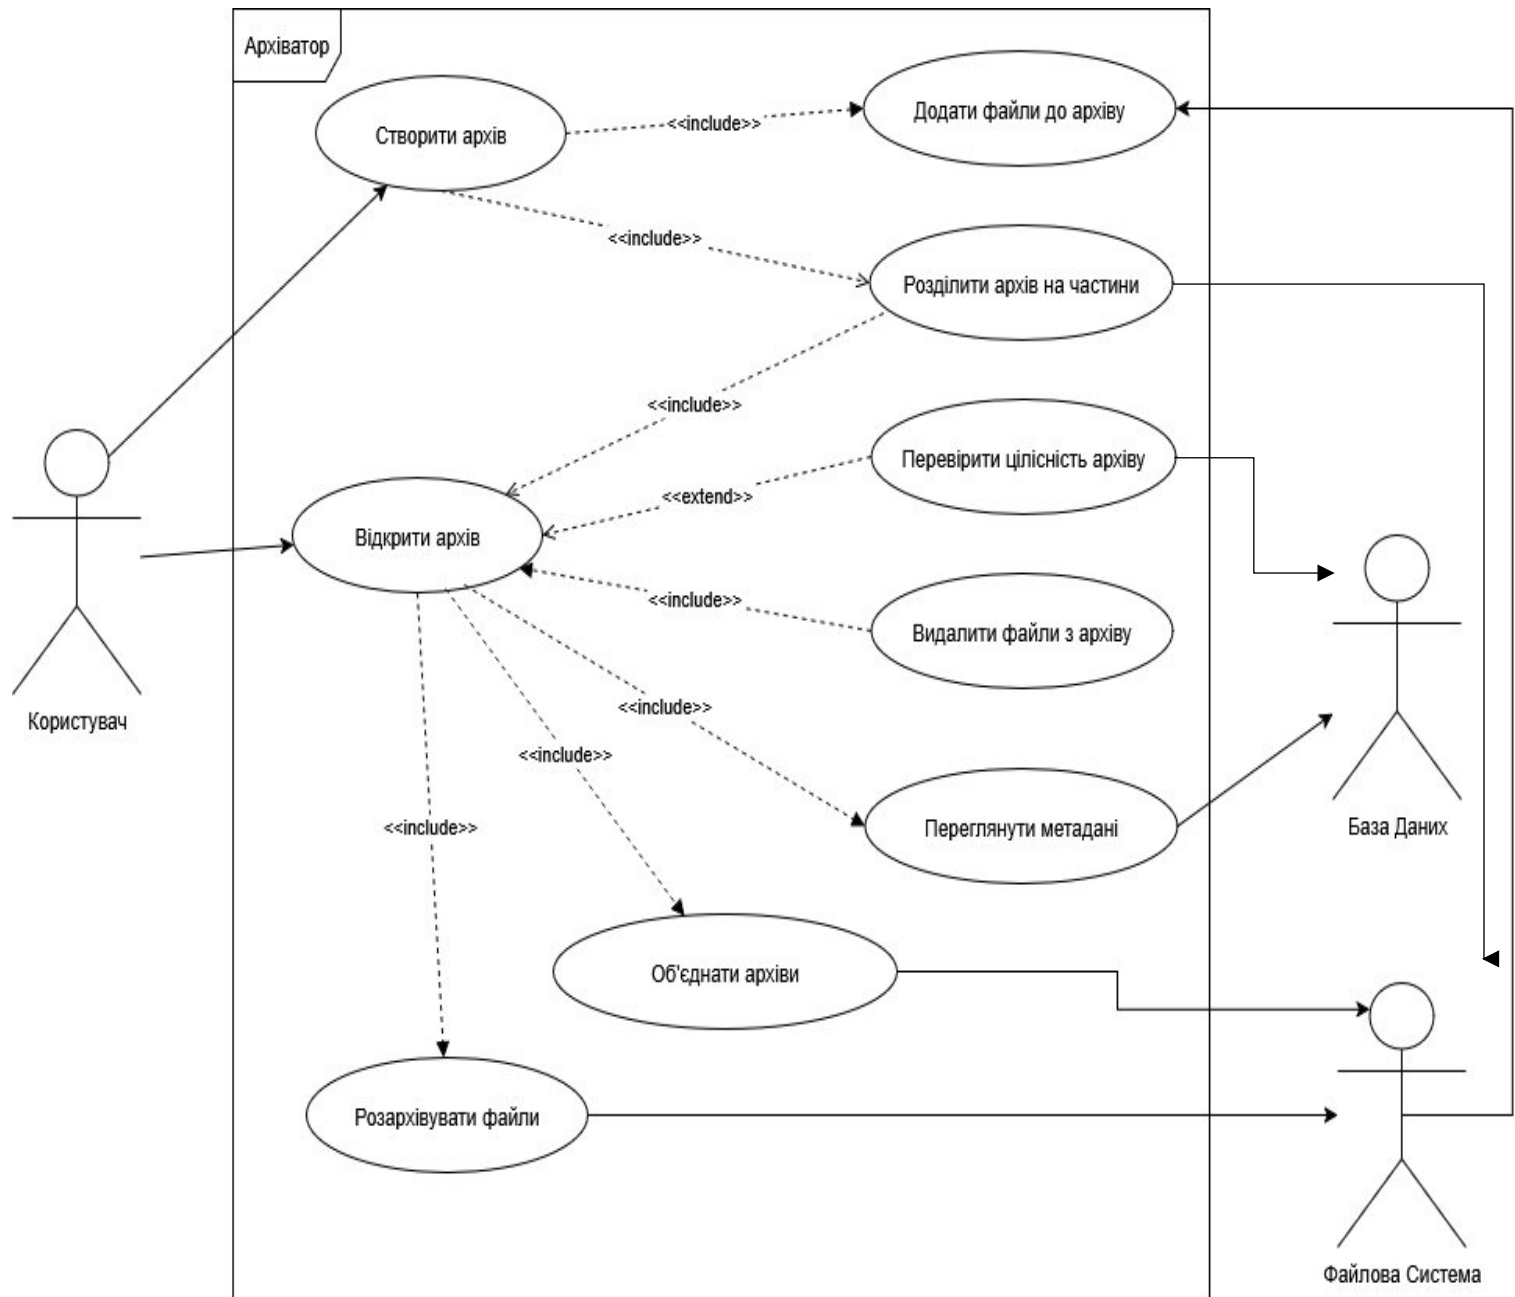 Архіватор
Створити архів
<<include>>
Додати файли до архіву
<<include>>
Розділити архів на частини
<<include>>
Перевірити цілісність архіву
<<extend>>
Відкрити архів
<<include>>
Видалити файли з архіву
<<include>>
Користувач
<<include>>
<<include>>
Переглянути метадані
База Даних
Об'єднати архіви
Розархівувати файли
Файлова Система